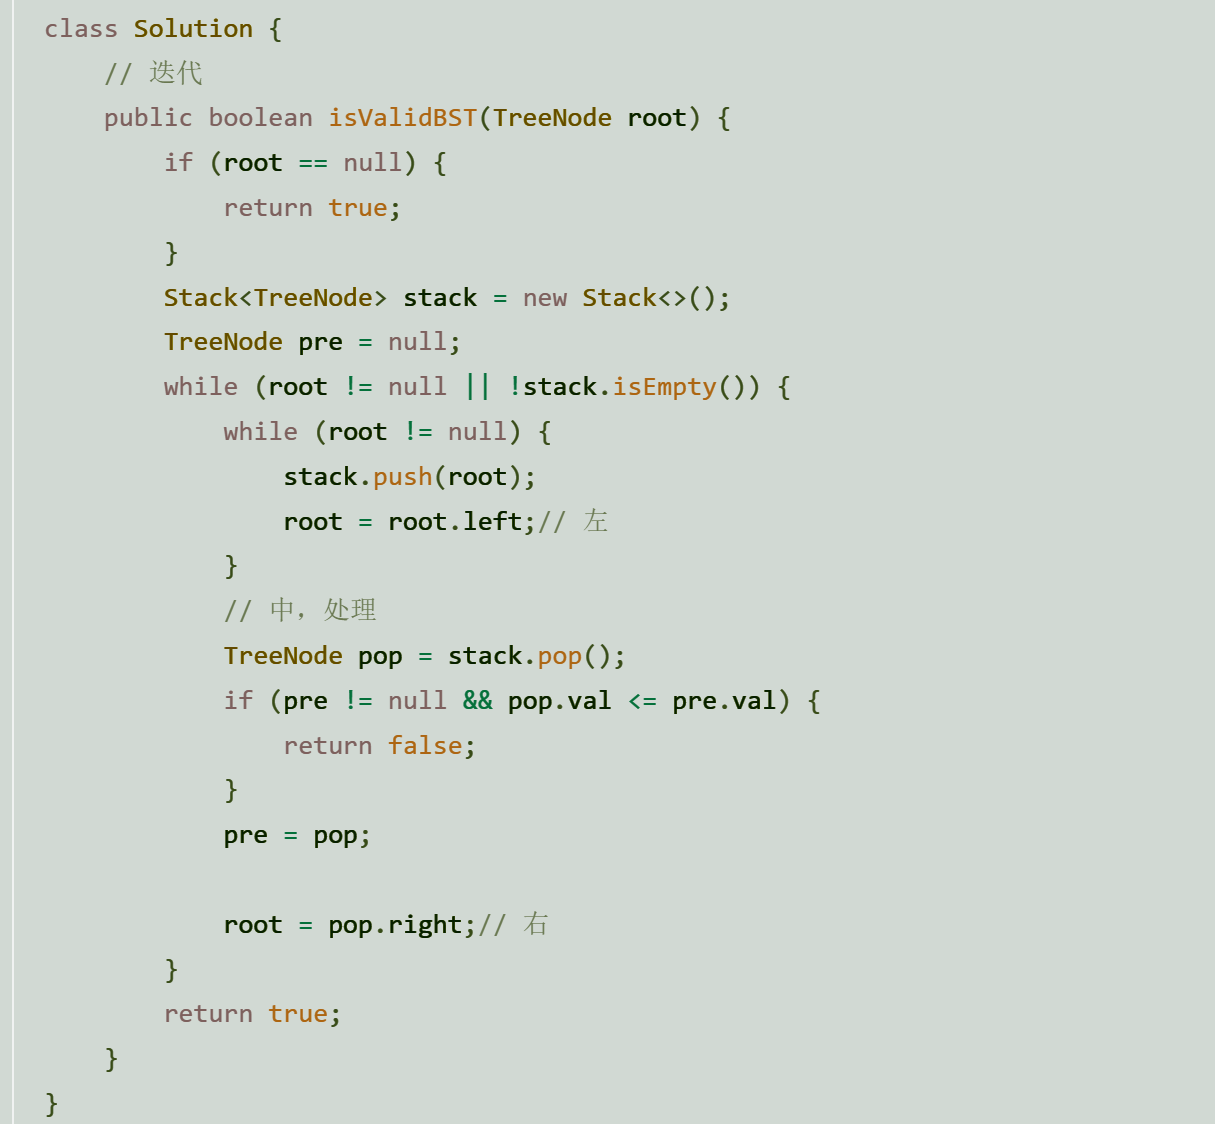 class Solution {
    // 迭代
    public boolean isValidBST(TreeNode root) {
        if (root == null) {
            return true;
        }
        Stack<TreeNode> stack = new Stack<>();
        TreeNode pre = null;
        while (root != null || !stack.isEmpty()) {
            while (root != null) {
                stack.push(root);
                root = root.left;// 左
            }
            // 中，处理
            TreeNode pop = stack.pop();
            if (pre != null && pop.val <= pre.val) {
                return false;
            }
            pre = pop;

            root = pop.right;// 右
        }
        return true;
    }
}